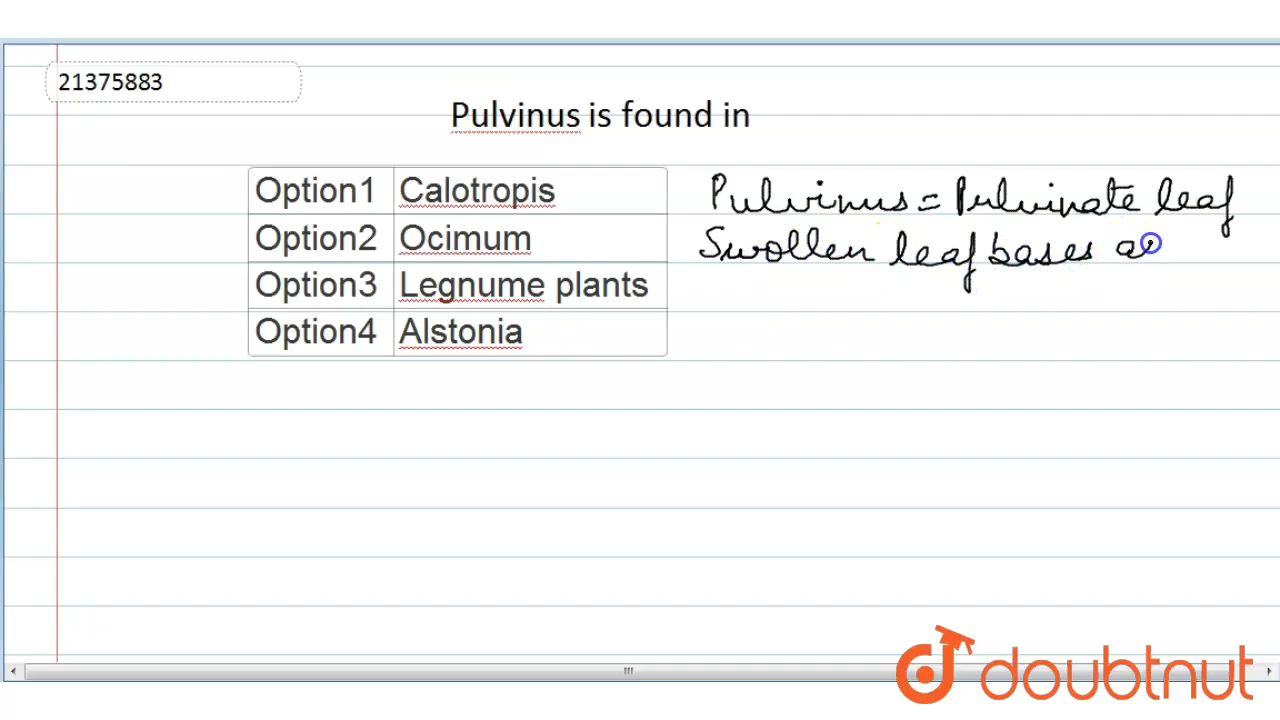 21375883
Pulvinus is found in
Option1 Calotropis
Option2 Ocimum
Option3 Legnume plants
Option4 Alstonia
Pulvinus = Pulvinate leaf
Swollen leaf bases a
doubtnut